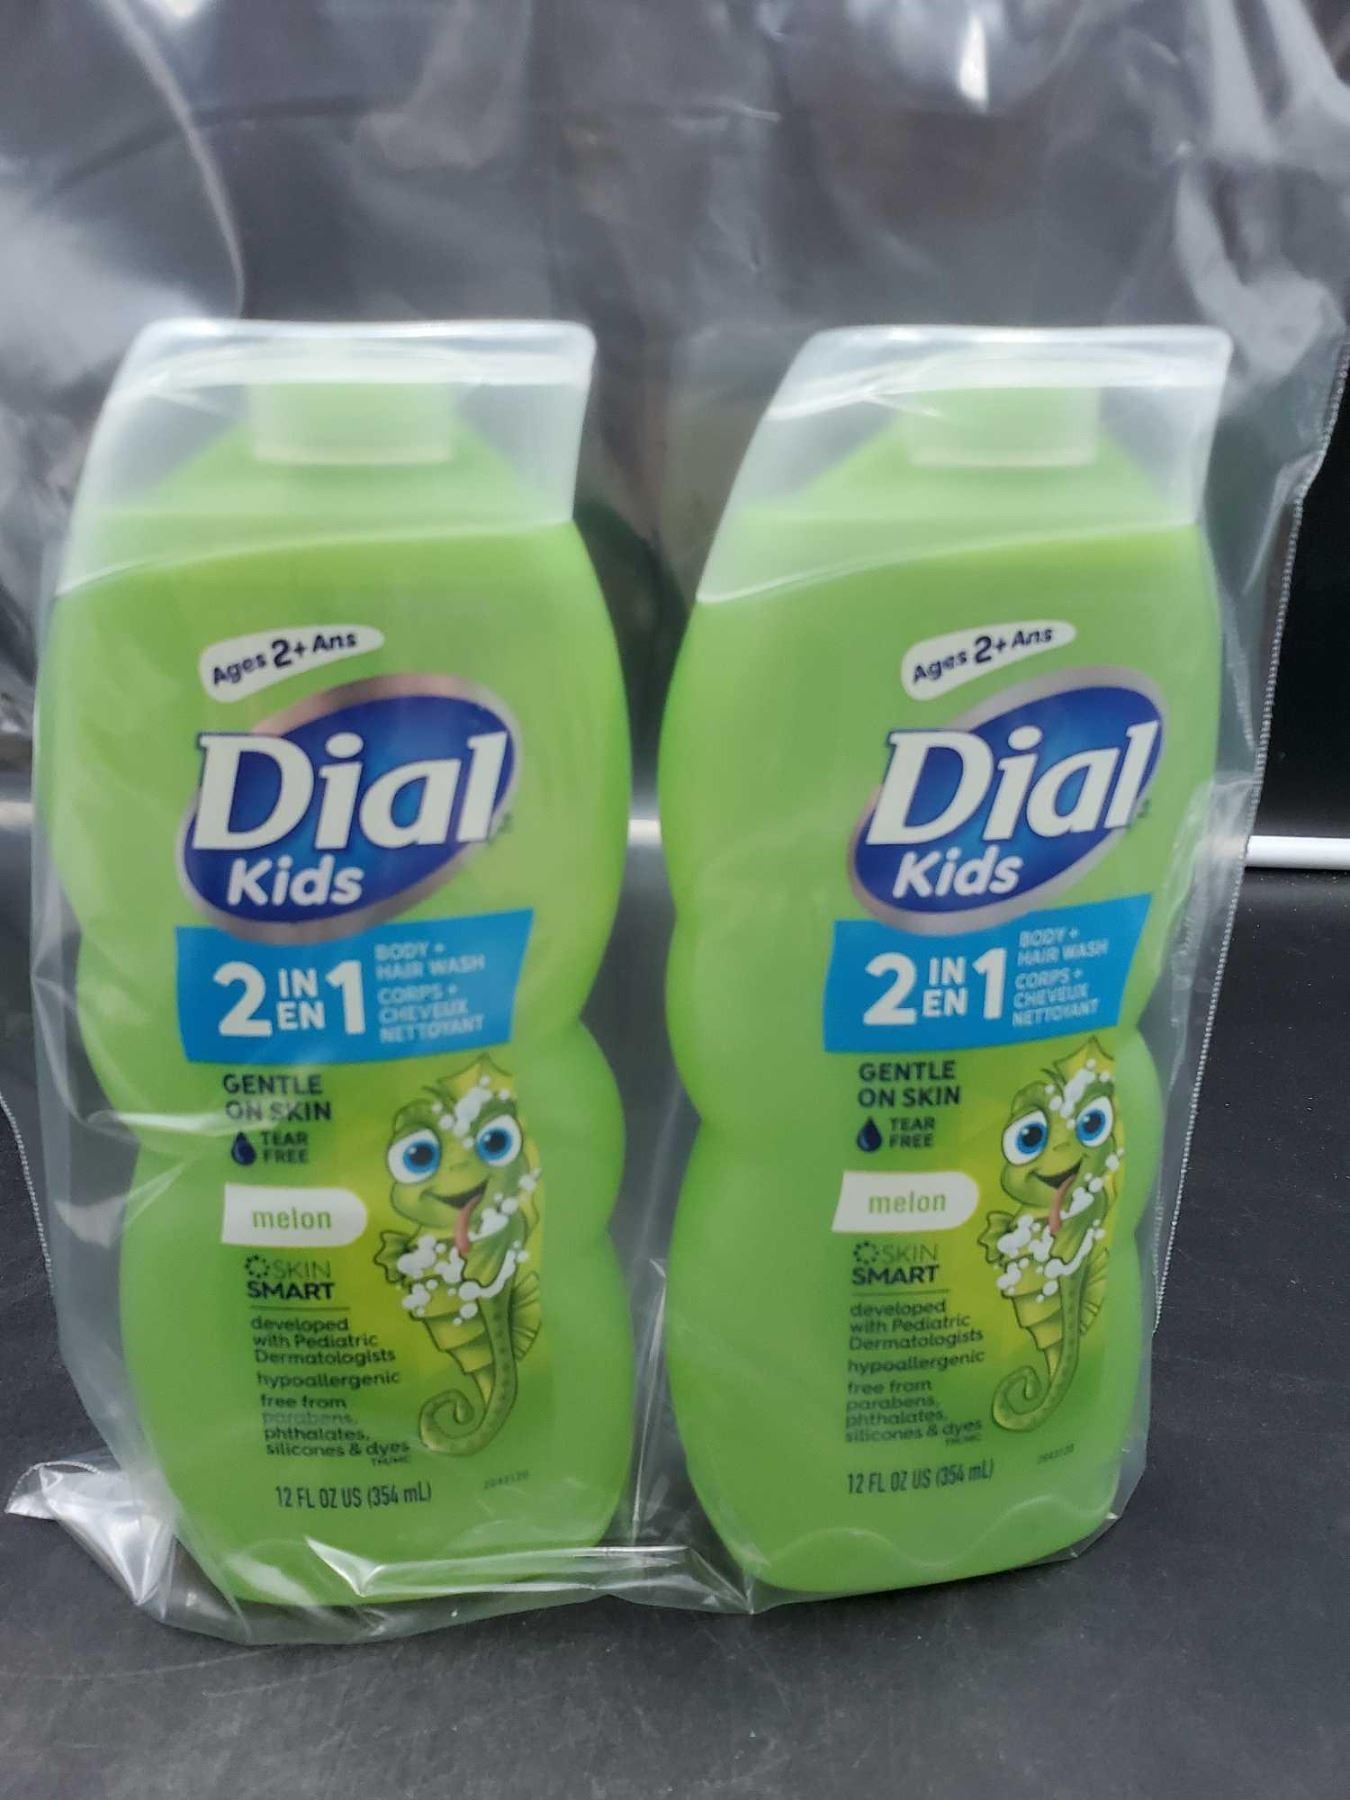 Ages 2+ Ans
Dial
Kids
2 IN EN 1
BODY +
HAIR WASH
CORPS +
CHEVEUX
NETTOYANT
GENTLE
ON SKIN
TEAR
FREE
melon
SKIN
SMART
developed
with Pediatric
Dermatologists
hypoallergenic
free from
parabens,
phthalates,
silicones & dyes
TM/MC
12 FL OZ US (354 mL)
Ages 2+ Ans
Dial
Kids
2 IN EN 1
BODY +
HAIR WASH
CORPS +
CHEVEUX
NETTOYANT
GENTLE
ON SKIN
TEAR
FREE
melon
SKIN
SMART
developed
with Pediatric
Dermatologists
hypoallergenic
free from
parabens,
phthalates,
silicones & dyes
TM/MC
12 FL OZ US (354 mL)